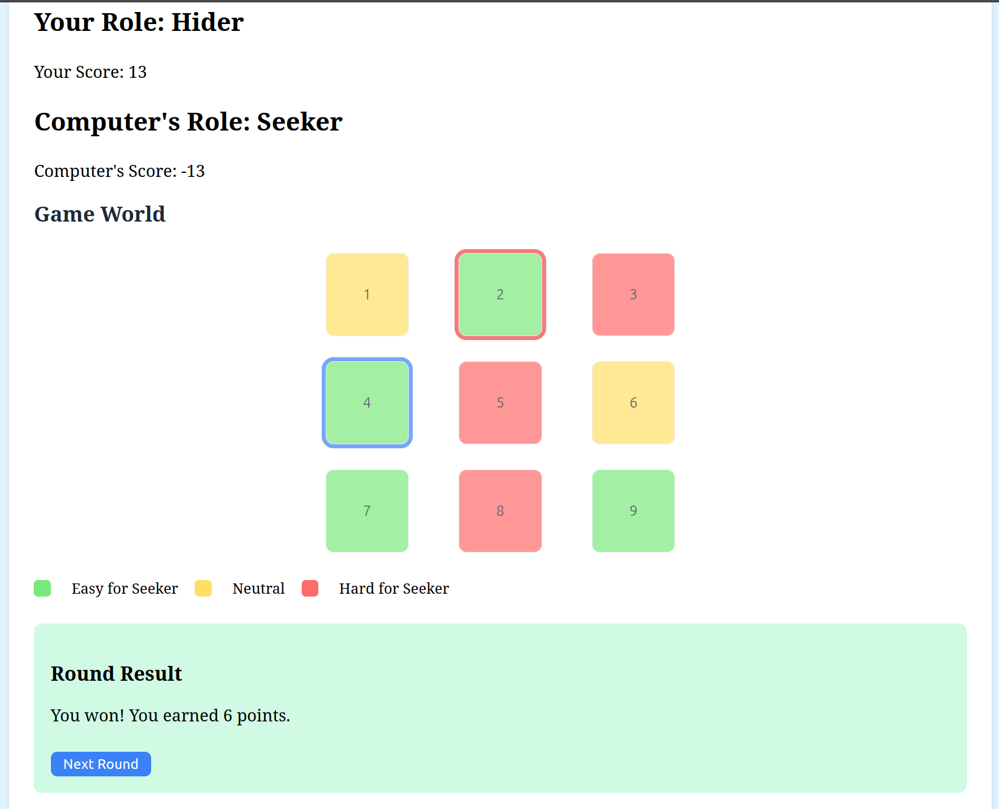 Your Role: Hider
Your Score: 13
Computer's Role: Seeker
Computer's Score: -13
Game World
1 2 3
4 5 6
7 8 9
Easy for Seeker Neutral Hard for Seeker
Round Result
You won! You earned 6 points.
Next Round